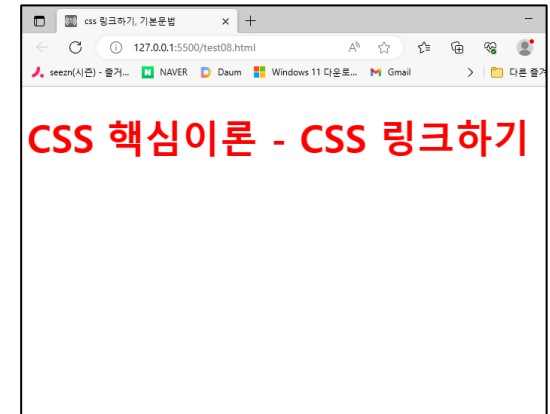 css 링크하기, 기본문법
127.0.0.1:5500/test08.html
seezn(시즌) - 즐거... NAVER Daum Windows 11 다운로... Gmail 다른 즐겨
CSS 핵심이론 - CSS 링크하기